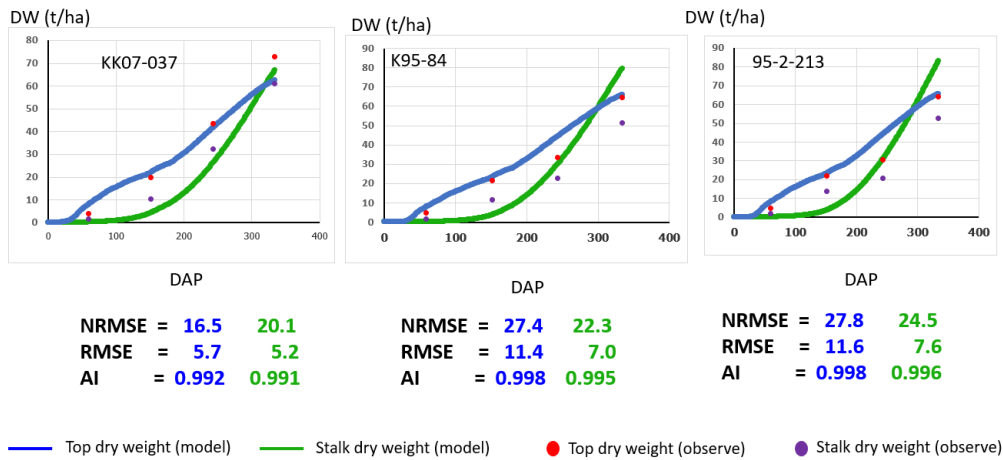 DW (t/ha)
KK07-037
80
70
60
50
40
30
20
10
0
0 100 200 300 400
DAP
NRMSE = 16.5 20.1
RMSE = 5.7 5.2
AI = 0.992 0.991
DW (t/ha)
K95-84
90
80
70
60
50
40
30
20
10
0
0 100 200 300 400
DAP
NRMSE = 27.4 22.3
RMSE = 11.4 7.0
AI = 0.998 0.995
DW (t/ha)
95-2-213
90
80
70
60
50
40
30
20
10
0
0 100 200 300 400
DAP
NRMSE = 27.8 24.5
RMSE = 11.6 7.6
AI = 0.998 0.996
Top dry weight (model) Stalk dry weight (model) Top dry weight (observe) Stalk dry weight (observe)